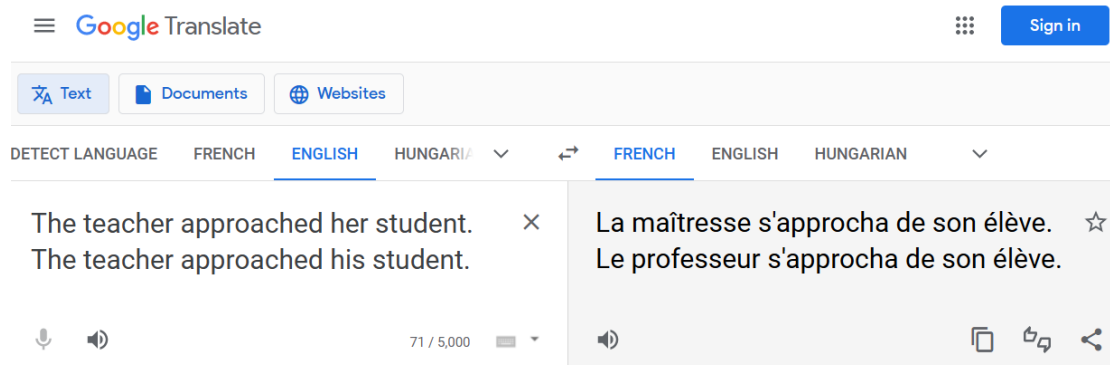 Google Translate
Sign in
Text
Documents
Websites
DETECT LANGUAGE
FRENCH
ENGLISH
HUNGARIA
FRENCH
ENGLISH
HUNGARIAN
The teacher approached her student.
The teacher approached his student.
71 / 5,000
La maîtresse s'approcha de son élève.
Le professeur s'approcha de son élève.